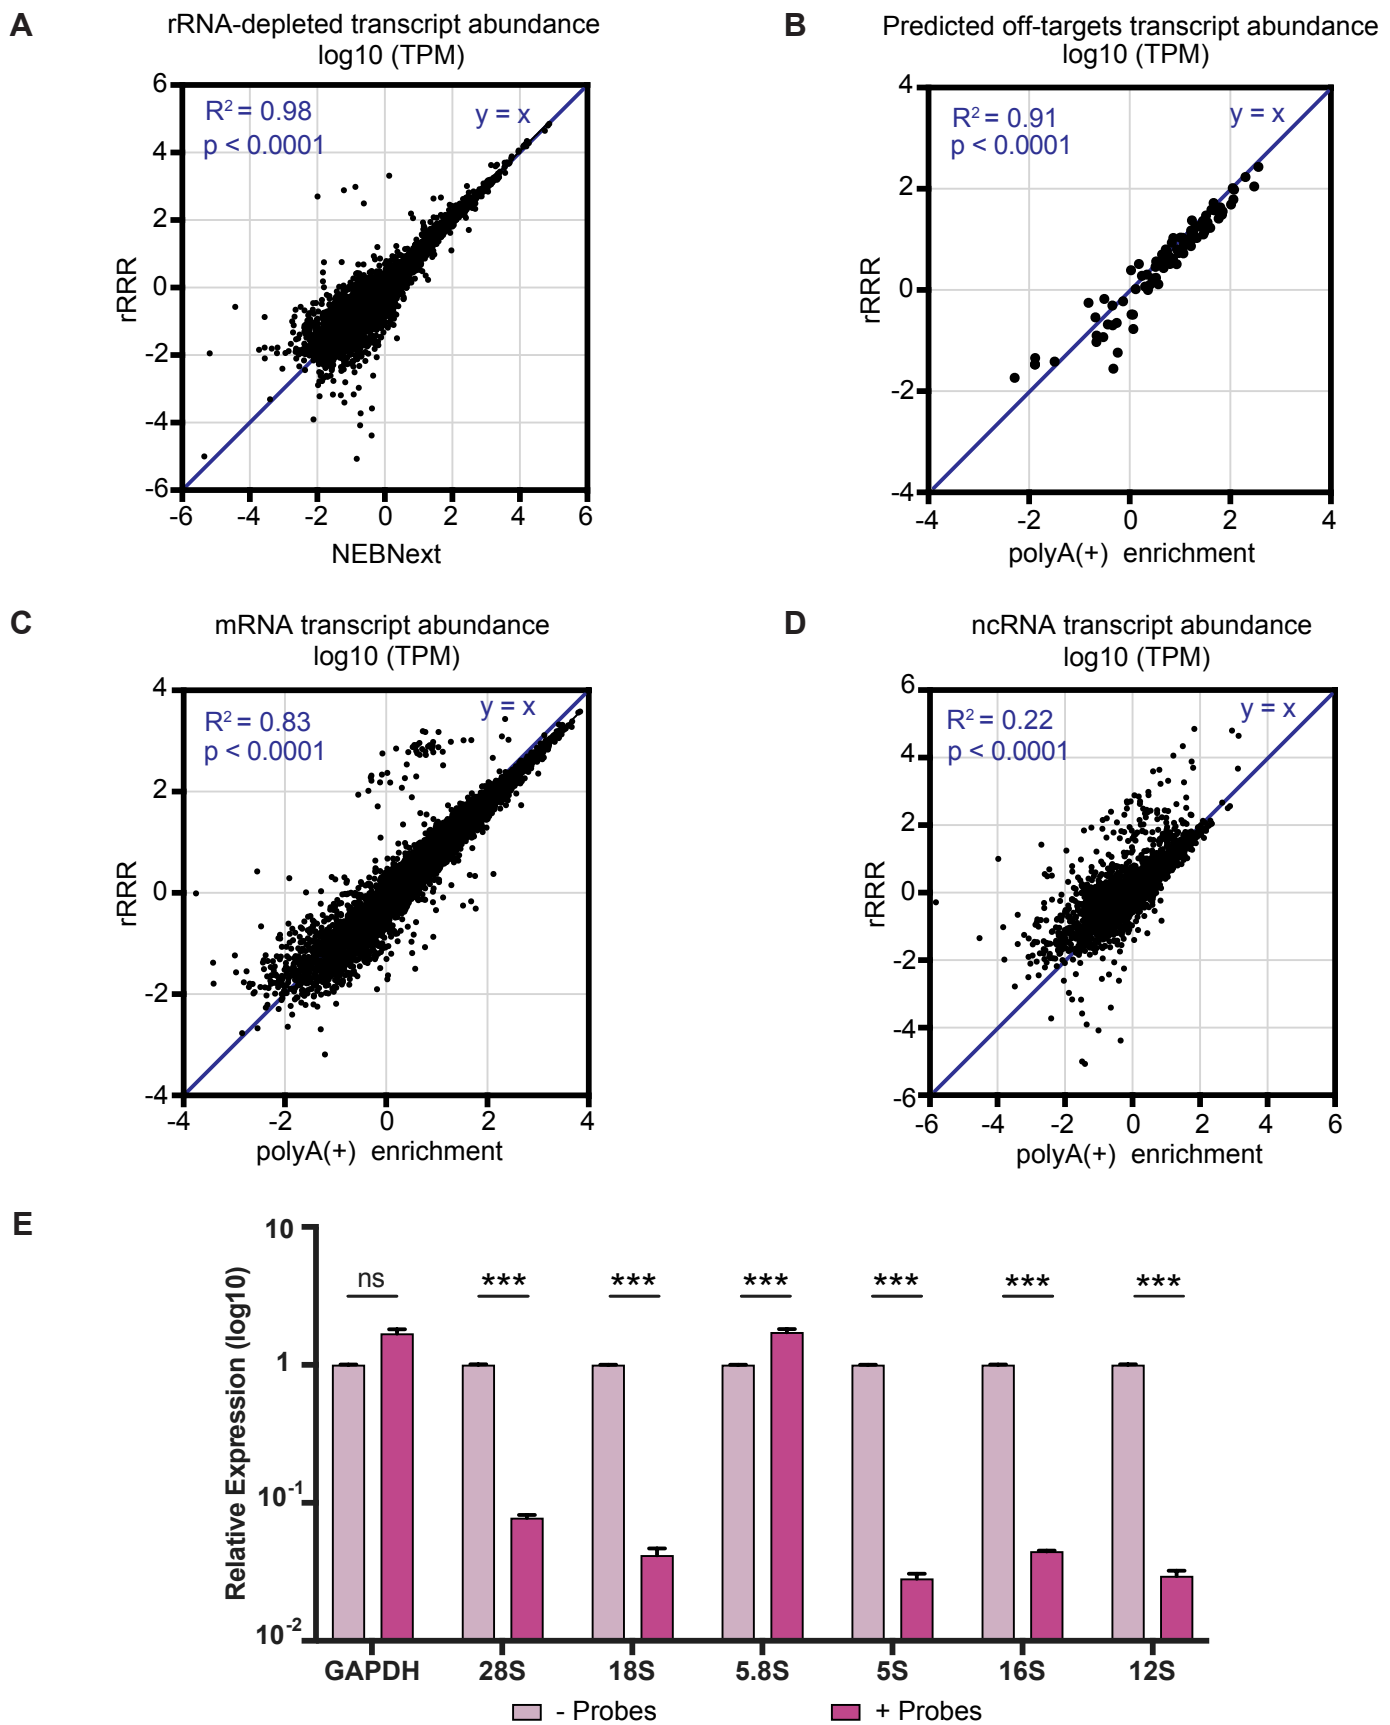 A
rRNA-depleted transcript abundance
log10 (TPM)
R² = 0.98
p < 0.0001
y = x
6
4
2
0
-2
-4
-6
rRRR
-6 -4 -2 0 2 4 6
NEBNext
B
Predicted off-targets transcript abundance
log10 (TPM)
R² = 0.91
p < 0.0001
y = x
4
2
0
-2
-4
rRRR
-4 -2 0 2 4
polyA(+) enrichment
C
mRNA transcript abundance
log10 (TPM)
R² = 0.83
p < 0.0001
y = x
4
2
0
-2
-4
rRRR
-4 -2 0 2 4
polyA(+) enrichment
D
ncRNA transcript abundance
log10 (TPM)
R² = 0.22
p < 0.0001
y = x
6
4
2
0
-2
-4
-6
rRRR
-6 -4 -2 0 2 4 6
polyA(+) enrichment
E
Relative Expression (log10)
10
1
10⁻¹
10⁻²
ns *** *** *** *** *** ***
GAPDH 28S 18S 5.8S 5S 16S 12S
- Probes + Probes